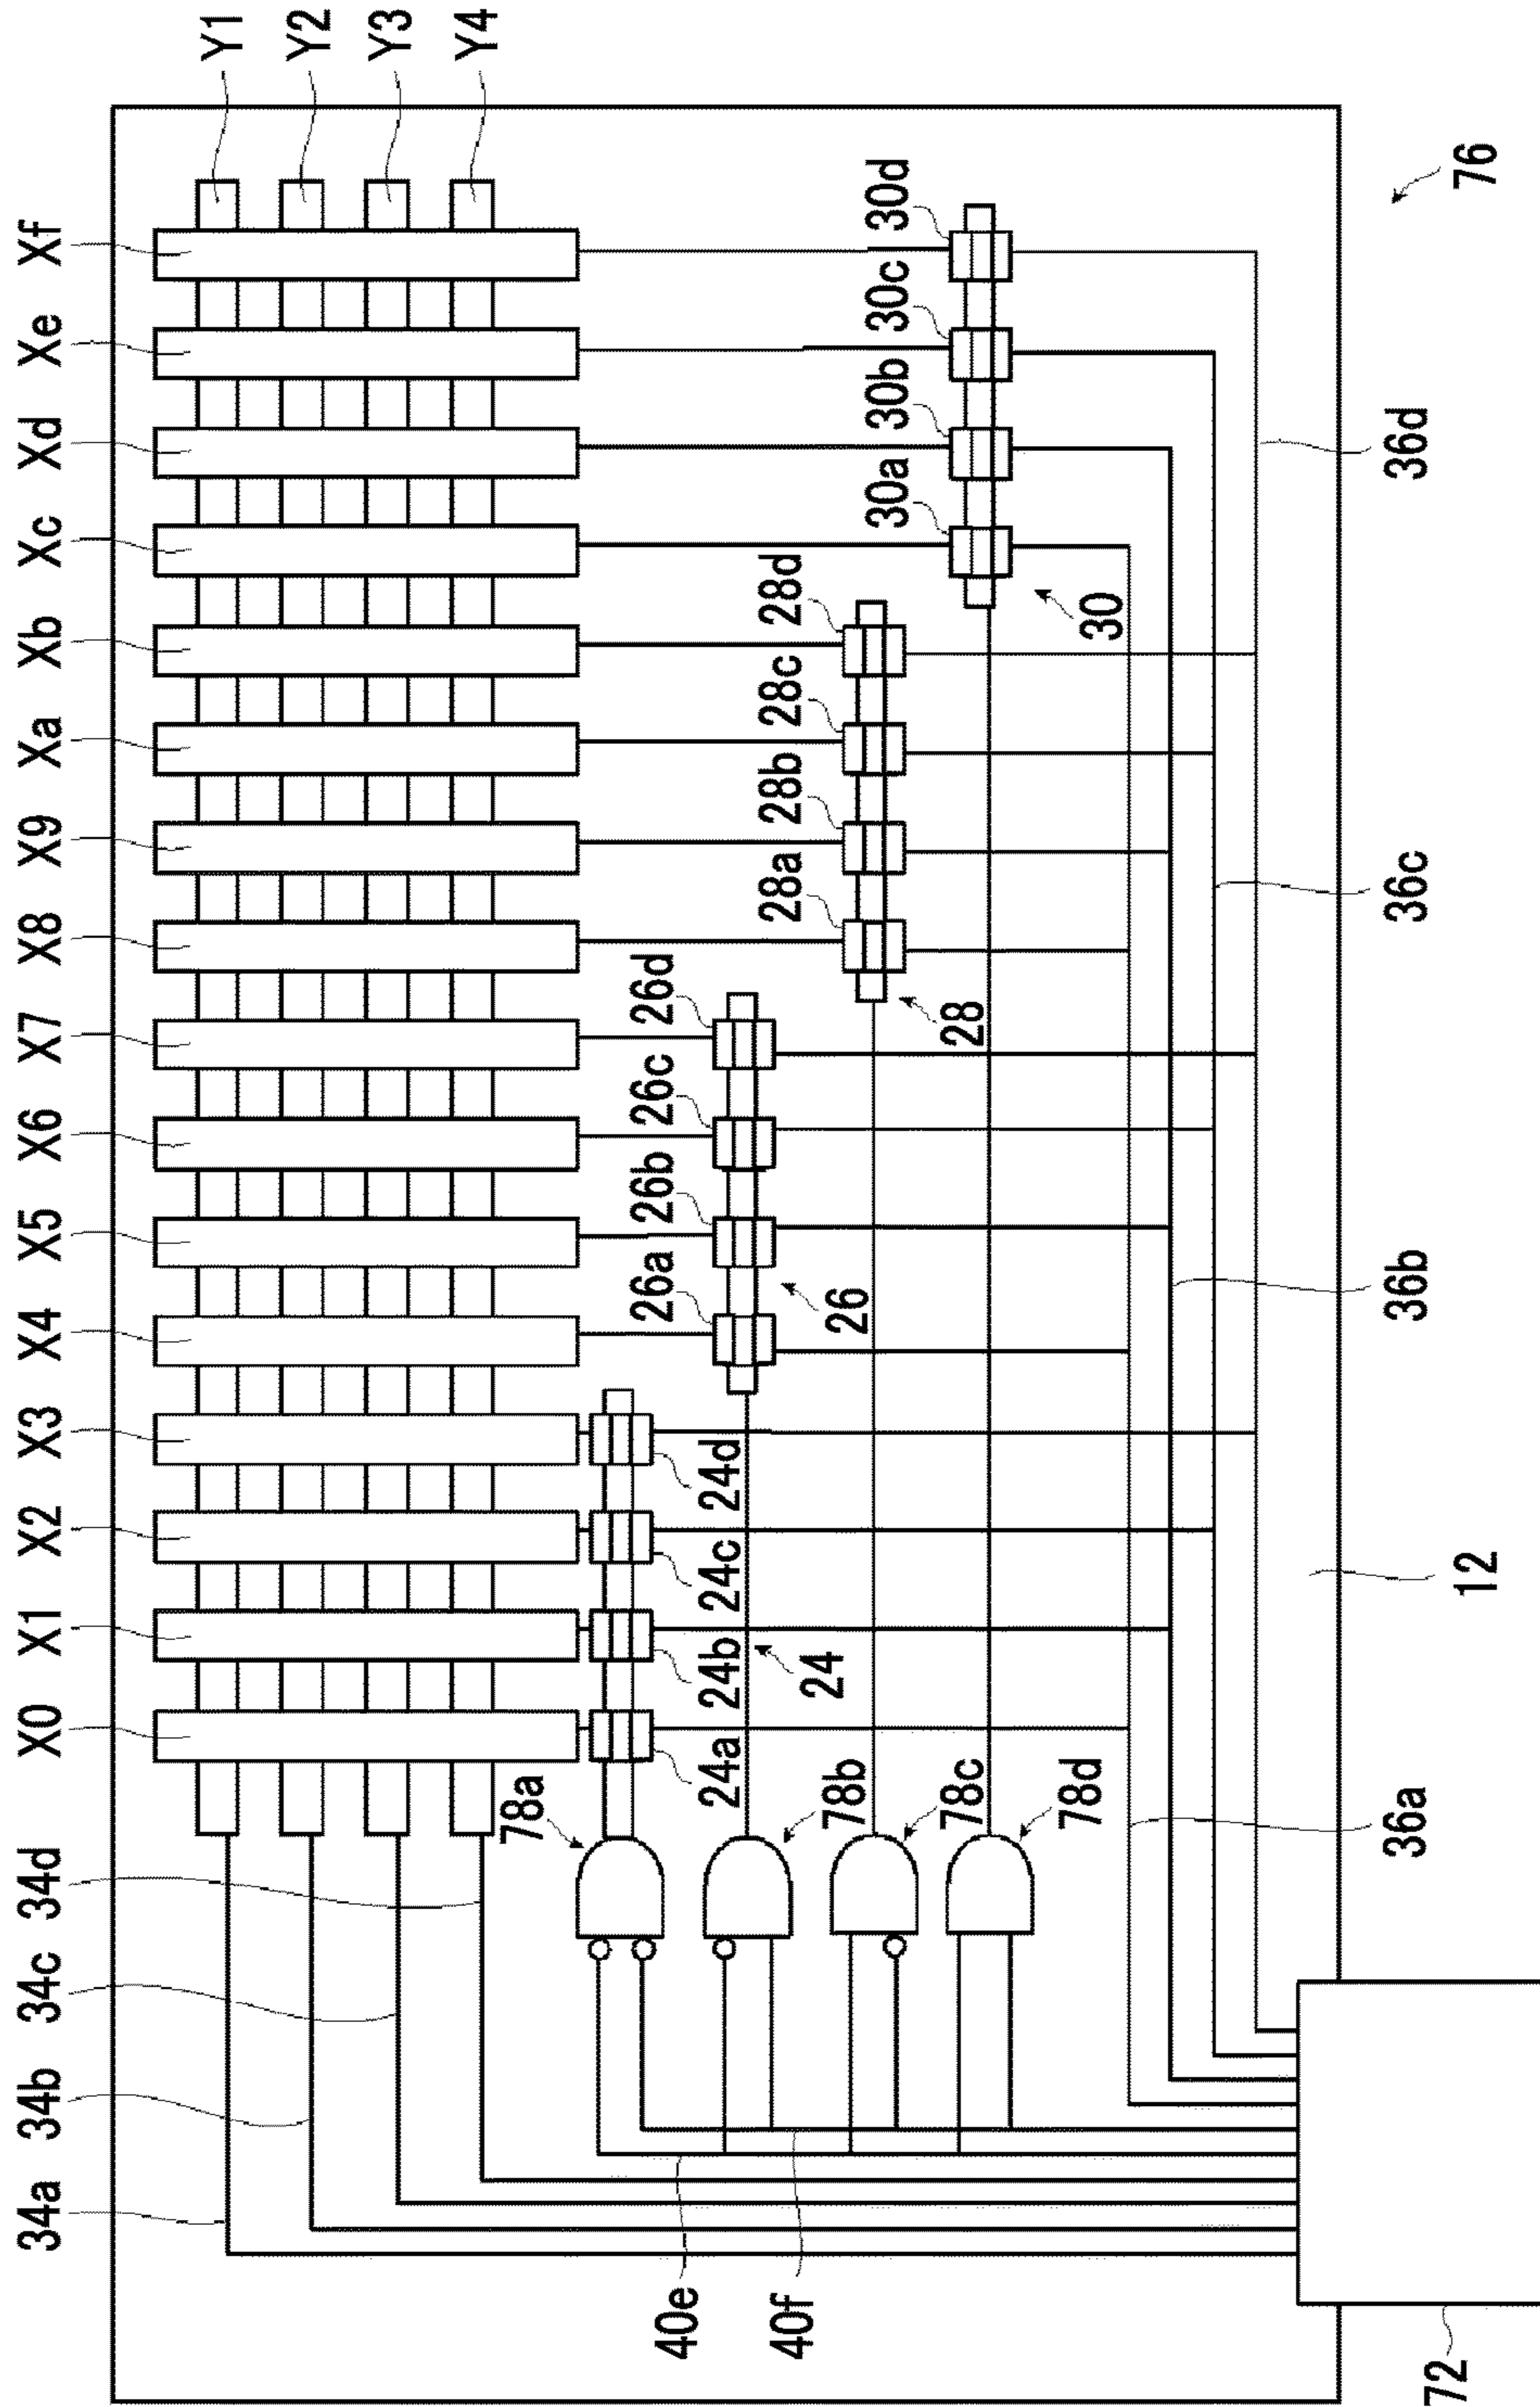 34a 34b 34c 34d X0 X1 X2 X3 X4 X5 X6 X7 X8 X9 Xa Xb Xc Xd Xe Xf
Y1
Y2
Y3
Y4
78a
24a 24b 24c 24d
26a 26b 26c 26d
28a 28b 28c 28d
30a 30b 30c 30d
24
26
28
30
78b
78c
78d
40e
40f
36a 36b 36c 36d
72
12
76